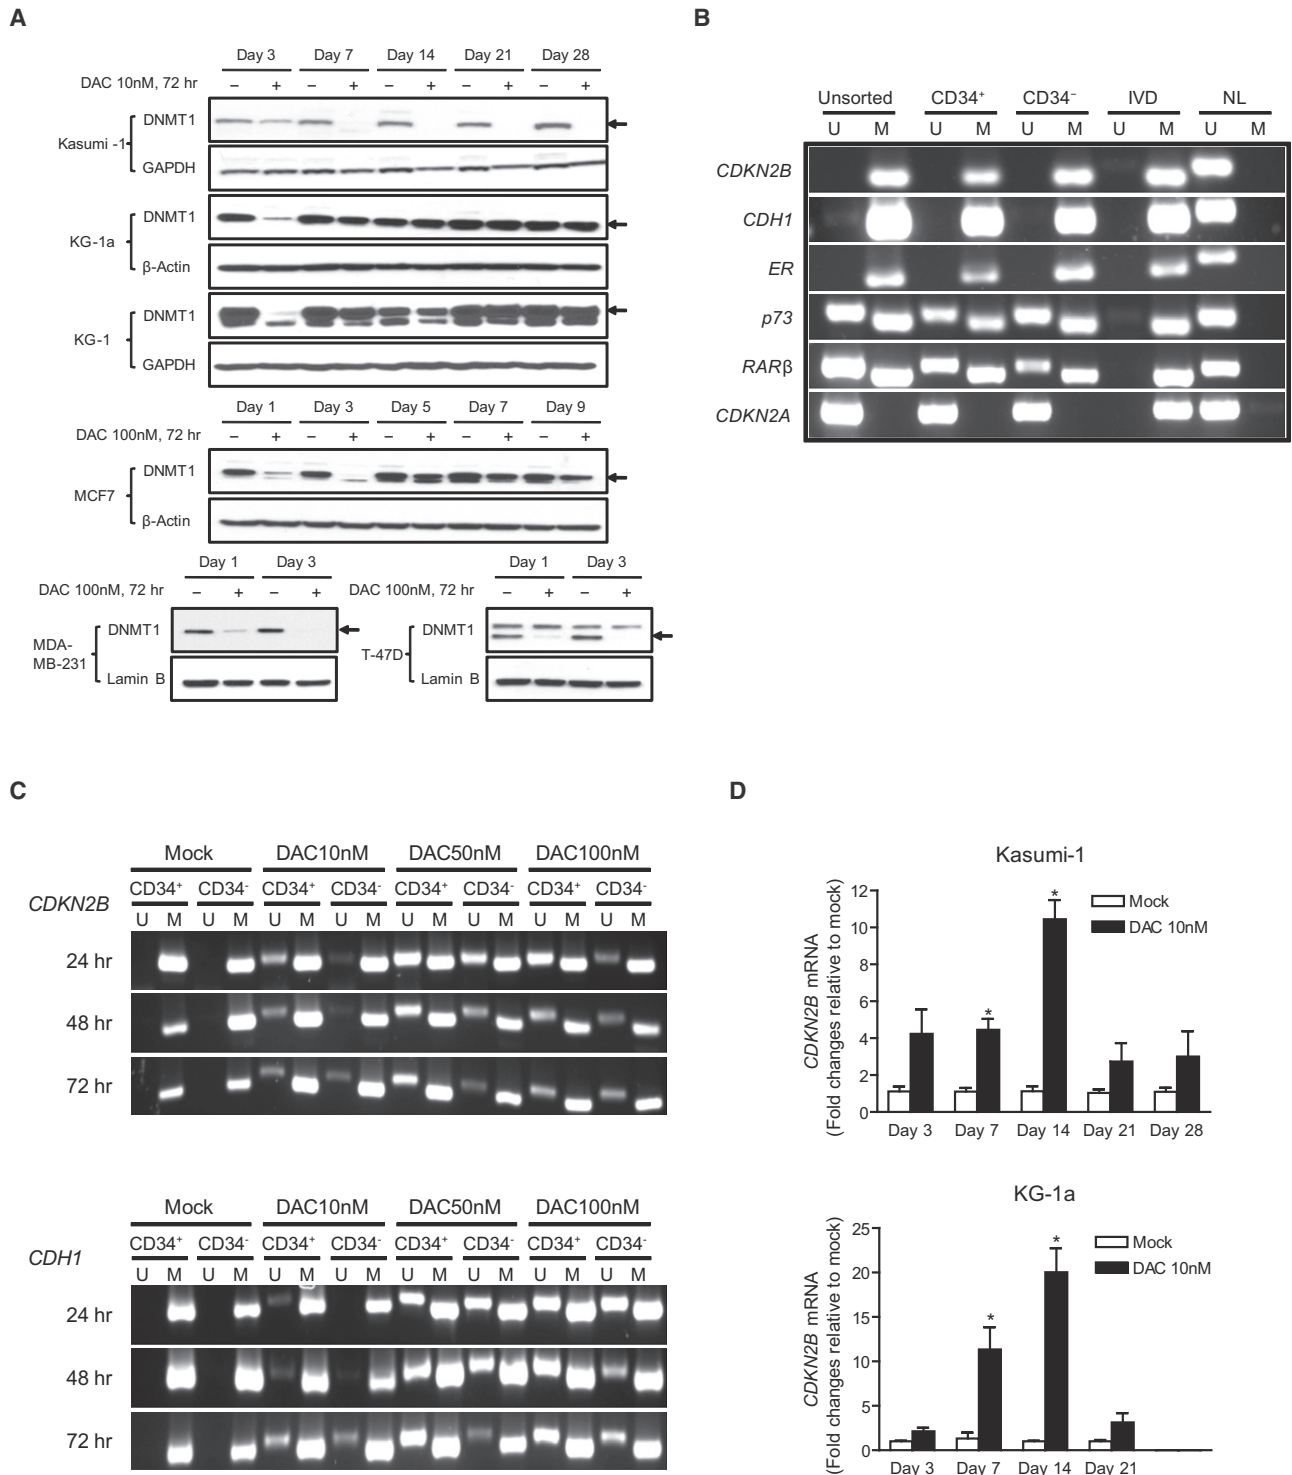 A
Day 3 Day 7 Day 14 Day 21 Day 28
DAC 10nM, 72 hr − + − + − + − + − +
Kasumi -1
DNMT1
GAPDH
KG-1a
DNMT1
β-Actin
KG-1
DNMT1
GAPDH
Day 1 Day 3 Day 5 Day 7 Day 9
DAC 100nM, 72 hr − + − + − + − + − +
MCF7
DNMT1
β-Actin
Day 1 Day 3
DAC 100nM, 72 hr − + − +
MDA-
MB-231
DNMT1
Lamin B
Day 1 Day 3
DAC 100nM, 72 hr − + − +
T-47D
DNMT1
Lamin B
B
Unsorted CD34⁺ CD34⁻ IVD NL
U M U M U M U M U M
CDKN2B
CDH1
ER
p73
RARβ
CDKN2A
C
Mock DAC10nM DAC50nM DAC100nM
CD34⁺ CD34⁻ CD34⁺ CD34⁻ CD34⁺ CD34⁻ CD34⁺ CD34⁻
CDKN2B
U M U M U M U M U M U M U M U M
24 hr
48 hr
72 hr
Mock DAC10nM DAC50nM DAC100nM
CD34⁺ CD34⁻ CD34⁺ CD34⁻ CD34⁺ CD34⁻ CD34⁺ CD34⁻
CDH1
U M U M U M U M U M U M U M U M
24 hr
48 hr
72 hr
D
Kasumi-1
CDKN2B mRNA
(Fold changes relative to mock)
12
10
8
6
4
2
0
Mock
DAC 10nM
*
*
Day 3 Day 7 Day 14 Day 21 Day 28
KG-1a
CDKN2B mRNA
(Fold changes relative to mock)
25
20
15
10
5
0
Mock
DAC 10nM
*
*
Day 3 Day 7 Day 14 Day 21